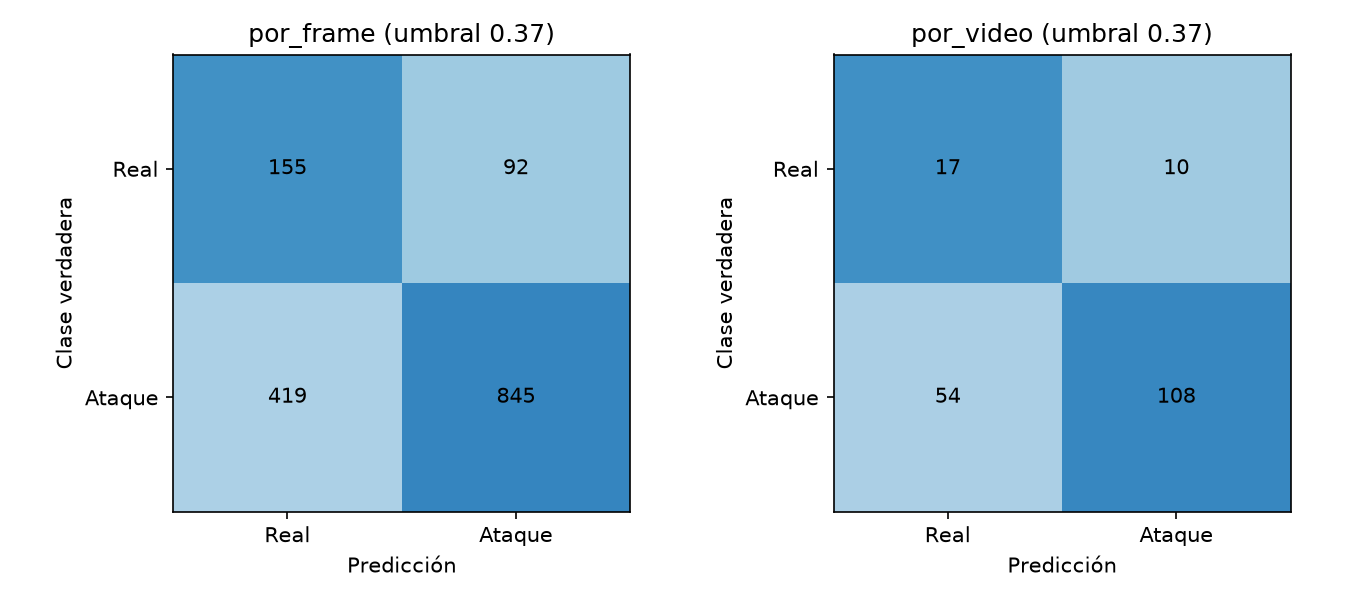 por_frame (umbral 0.37)
Clase verdadera
Real
155
92
Ataque
419
845
Real
Ataque
Predicción
por_video (umbral 0.37)
Clase verdadera
Real
17
10
Ataque
54
108
Real
Ataque
Predicción